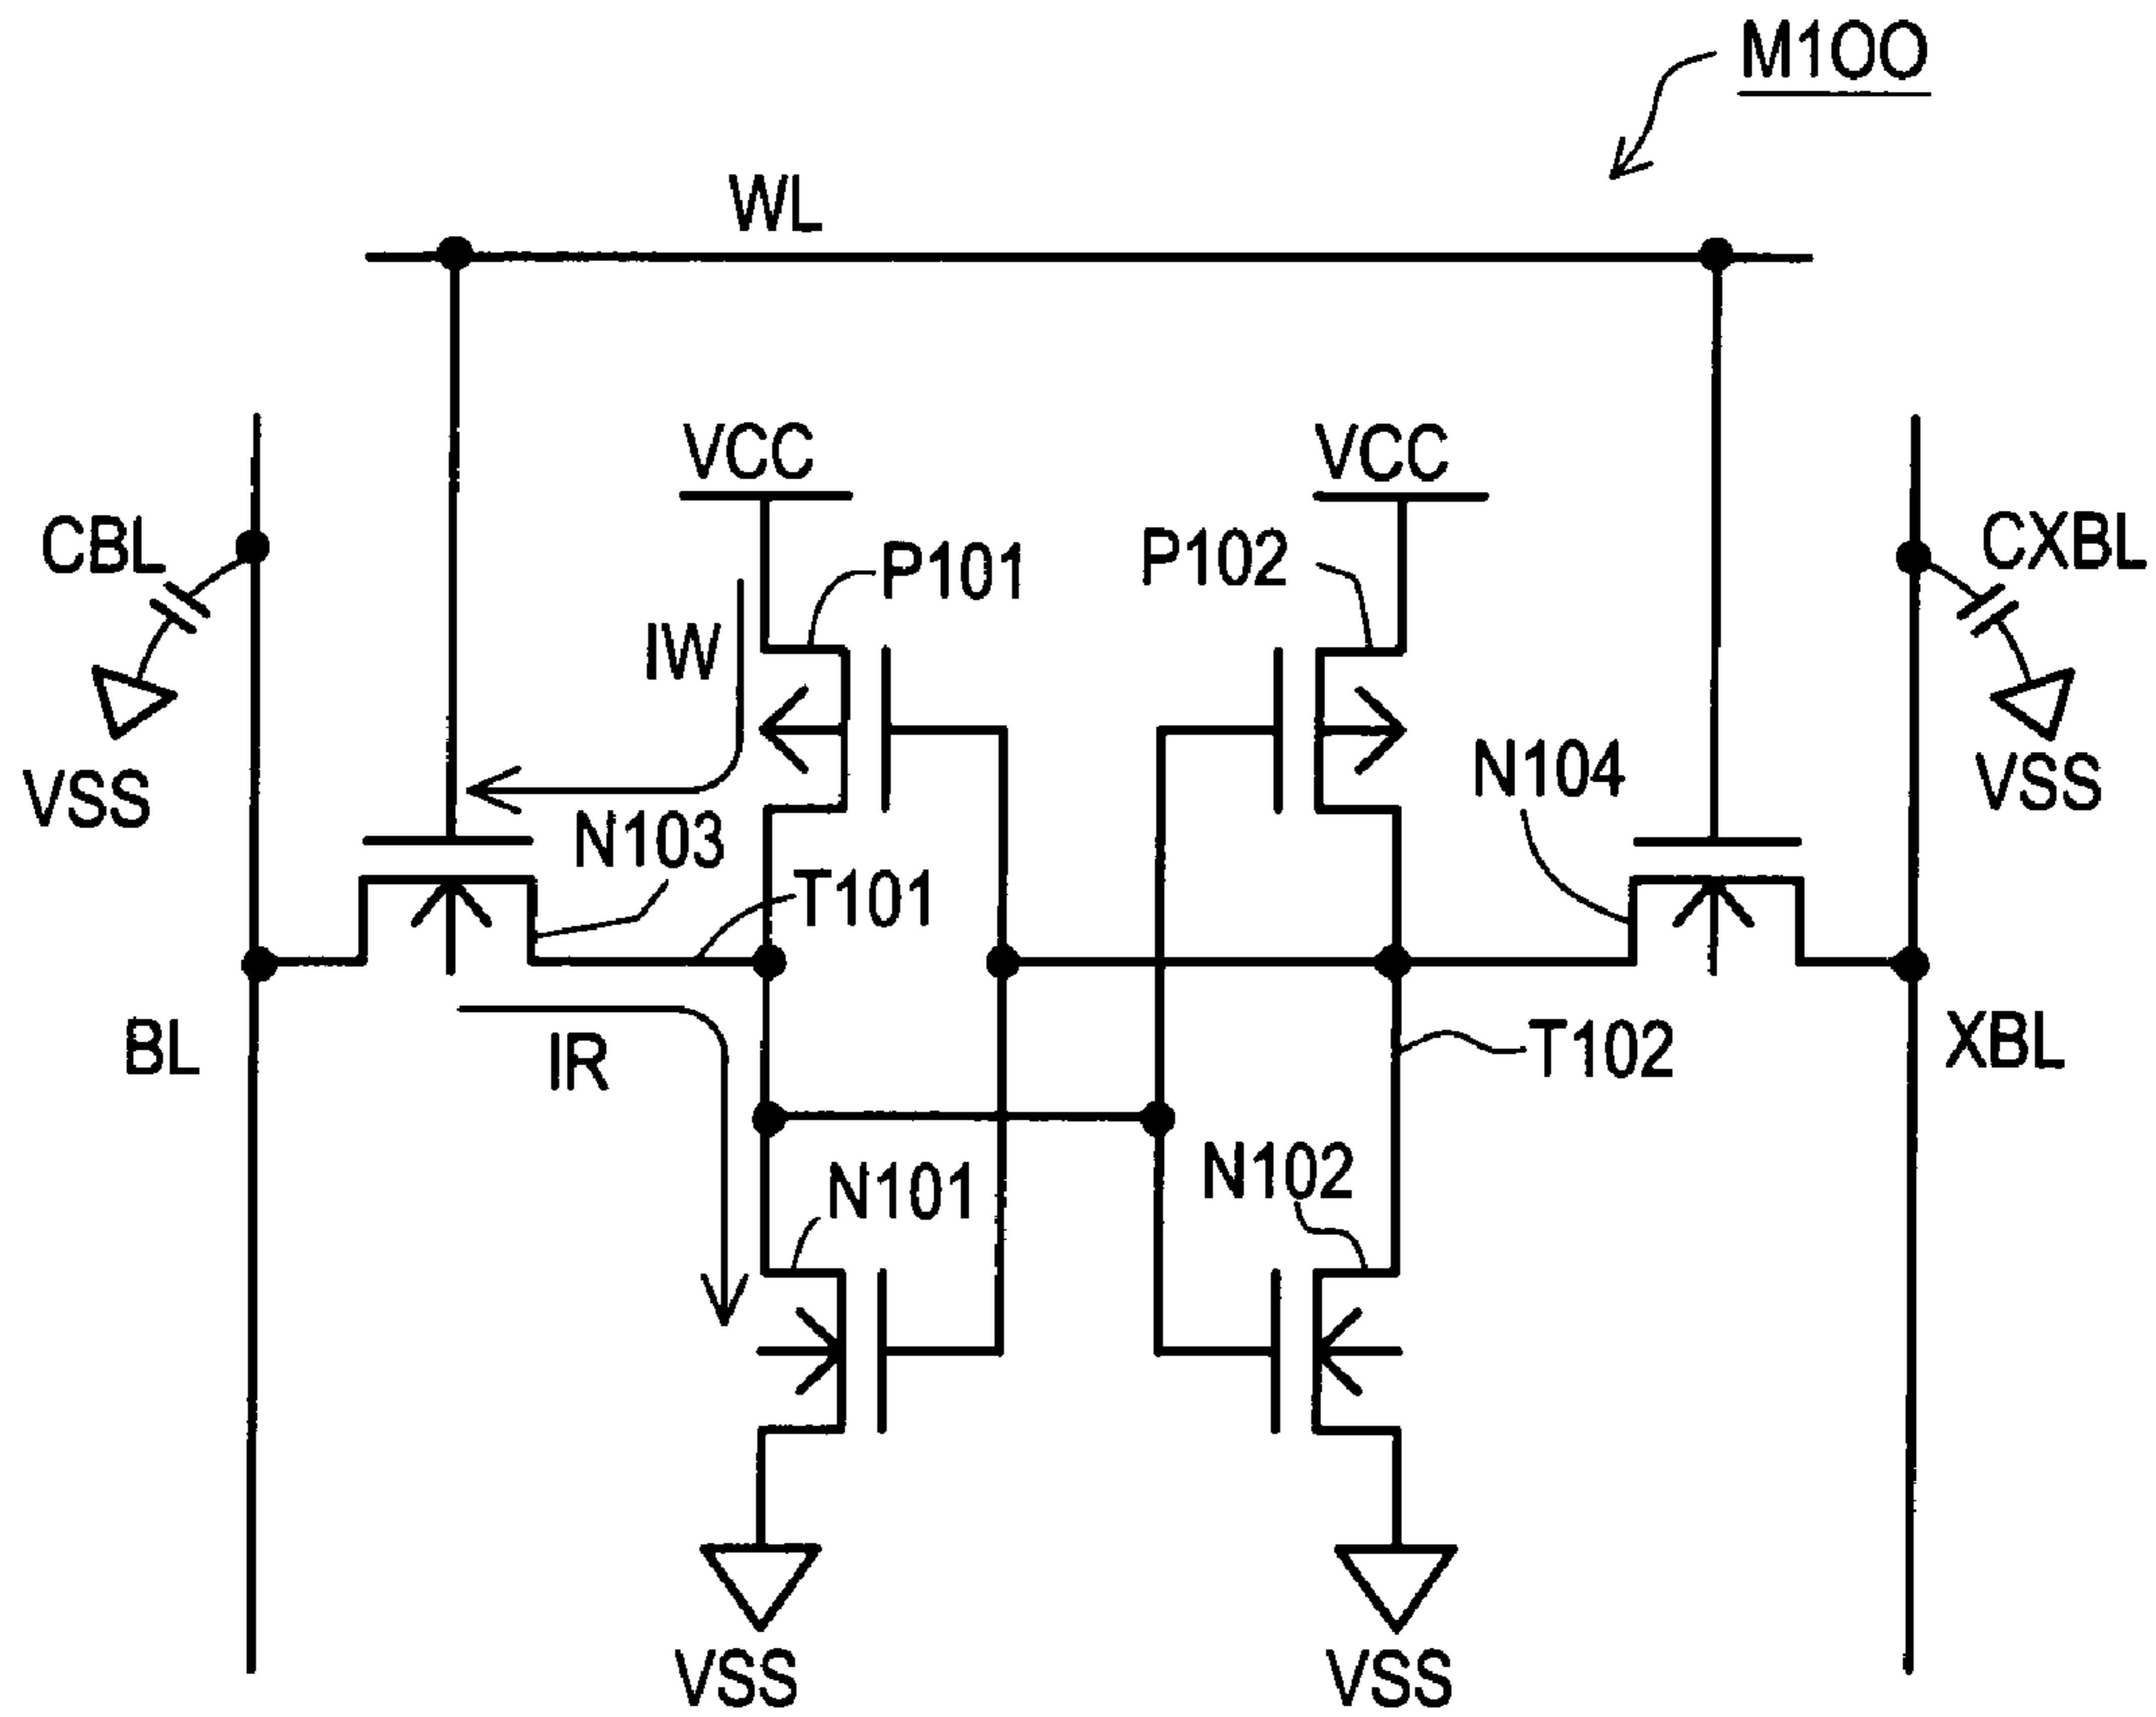 M100
WL
VCC
VCC
CBL
CXBL
P101
P102
IW
N104
VSS
VSS
N103
T101
BL
IR
T102
XBL
N101
N102
VSS
VSS